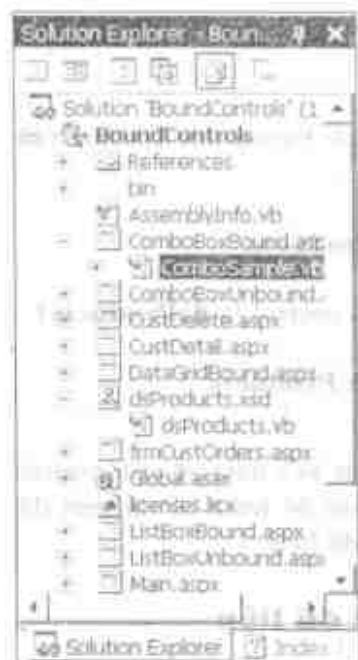 Solution Explorer - Boun...
Solution 'BoundControls' (1
BoundControls
References
bin
AssemblyInfo.vb
ComboBoxBound.asp
ComboSample.vb
ComboBoxUnbound.
CustDelete.aspx
CustDetail.aspx
DataGridBound.aspx
dsProducts.xsd
dsProducts.vb
frmCustOrders.aspx
Global.asax
licenses.licx
ListBoxBound.aspx
ListBoxUnbound.aspx
Main.aspx
Solution Explorer Index